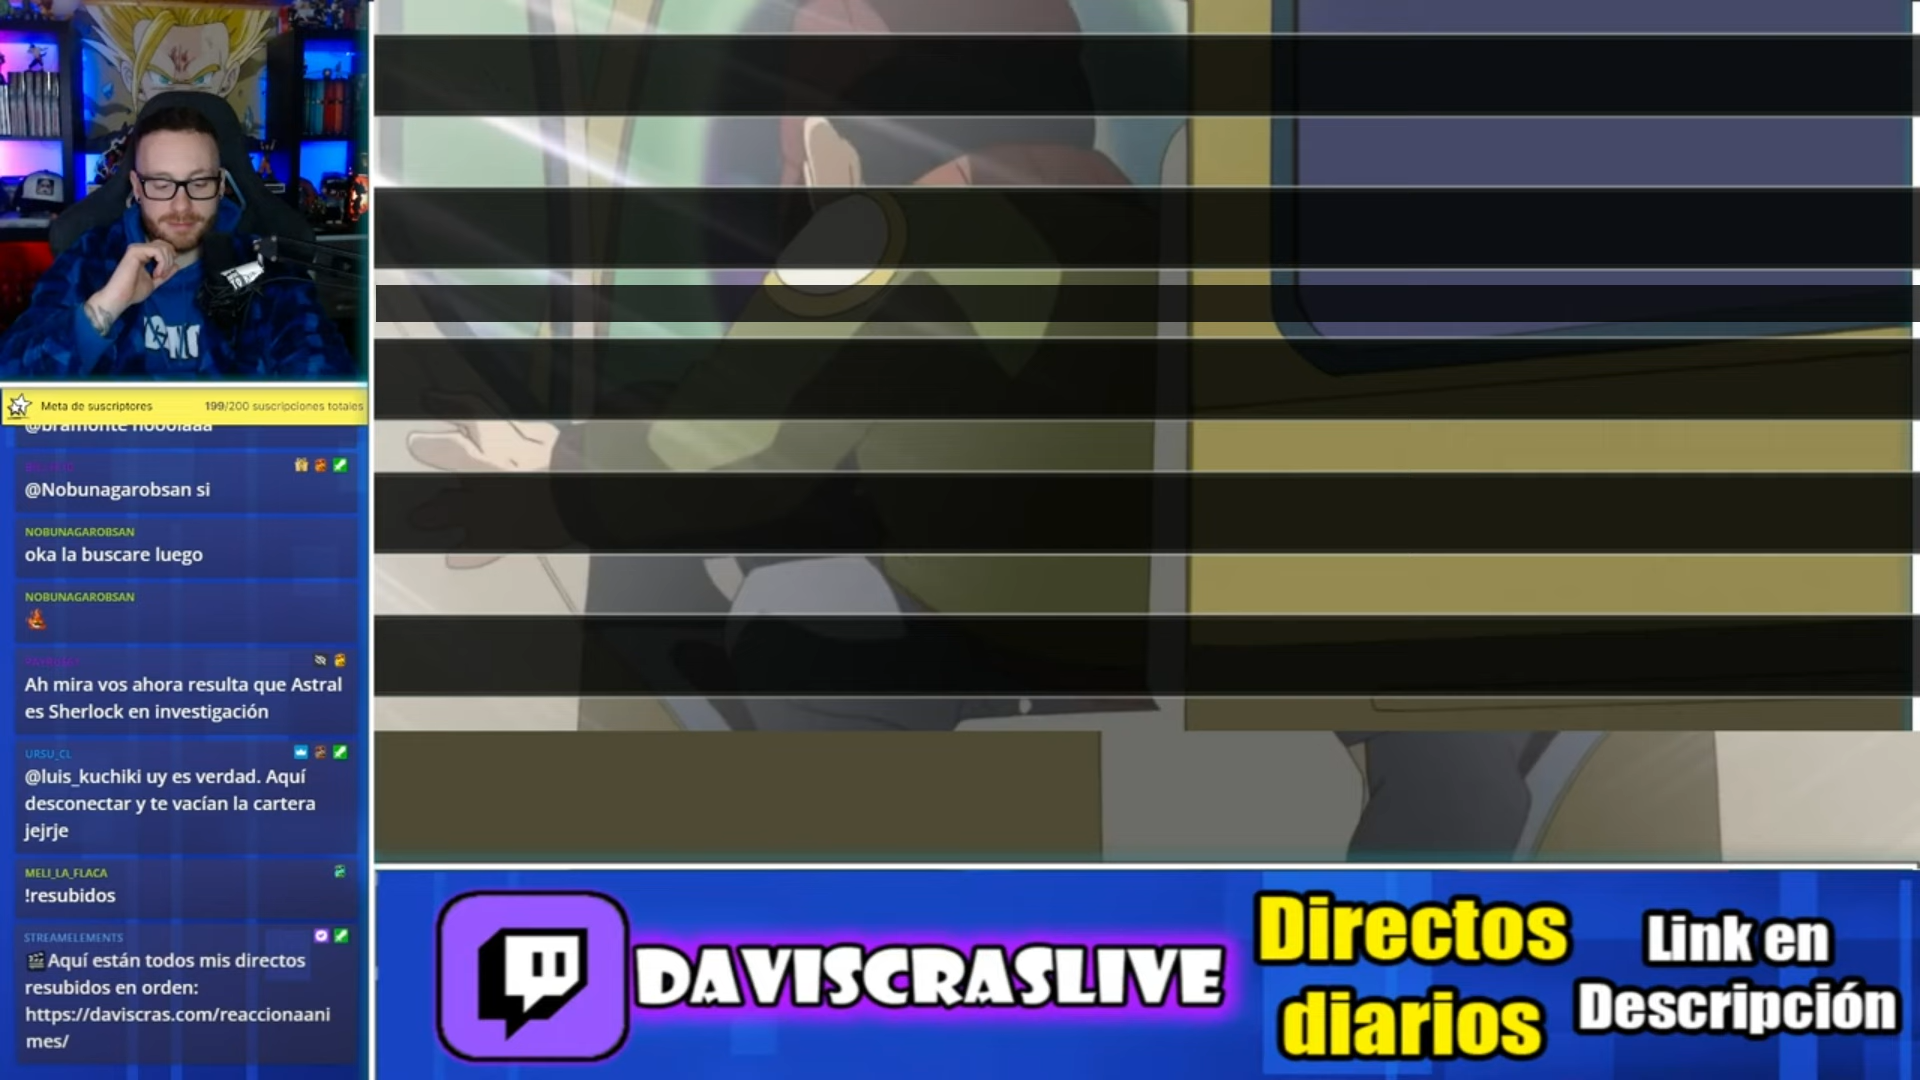 Meta de suscriptores 199/200 suscripciones totales
@Nobunagarobsan si
NOBUNAGAROBSAN
oka la buscare luego
NOBUNAGAROBSAN
Ah mira vos ahora resulta que Astral
es Sherlock en investigación
URSU_CL
@luis_kuchiki uy es verdad. Aquí
desconectar y te vacían la cartera
jejrje
MELI_LA_FLACA
!resubidos
STREAMELEMENTS
Aquí están todos mis directos
resubidos en orden:
https://daviscras.com/reaccionaani
mes/
DAVISCRASLIVE
Directos
diarios
Link en
Descripción